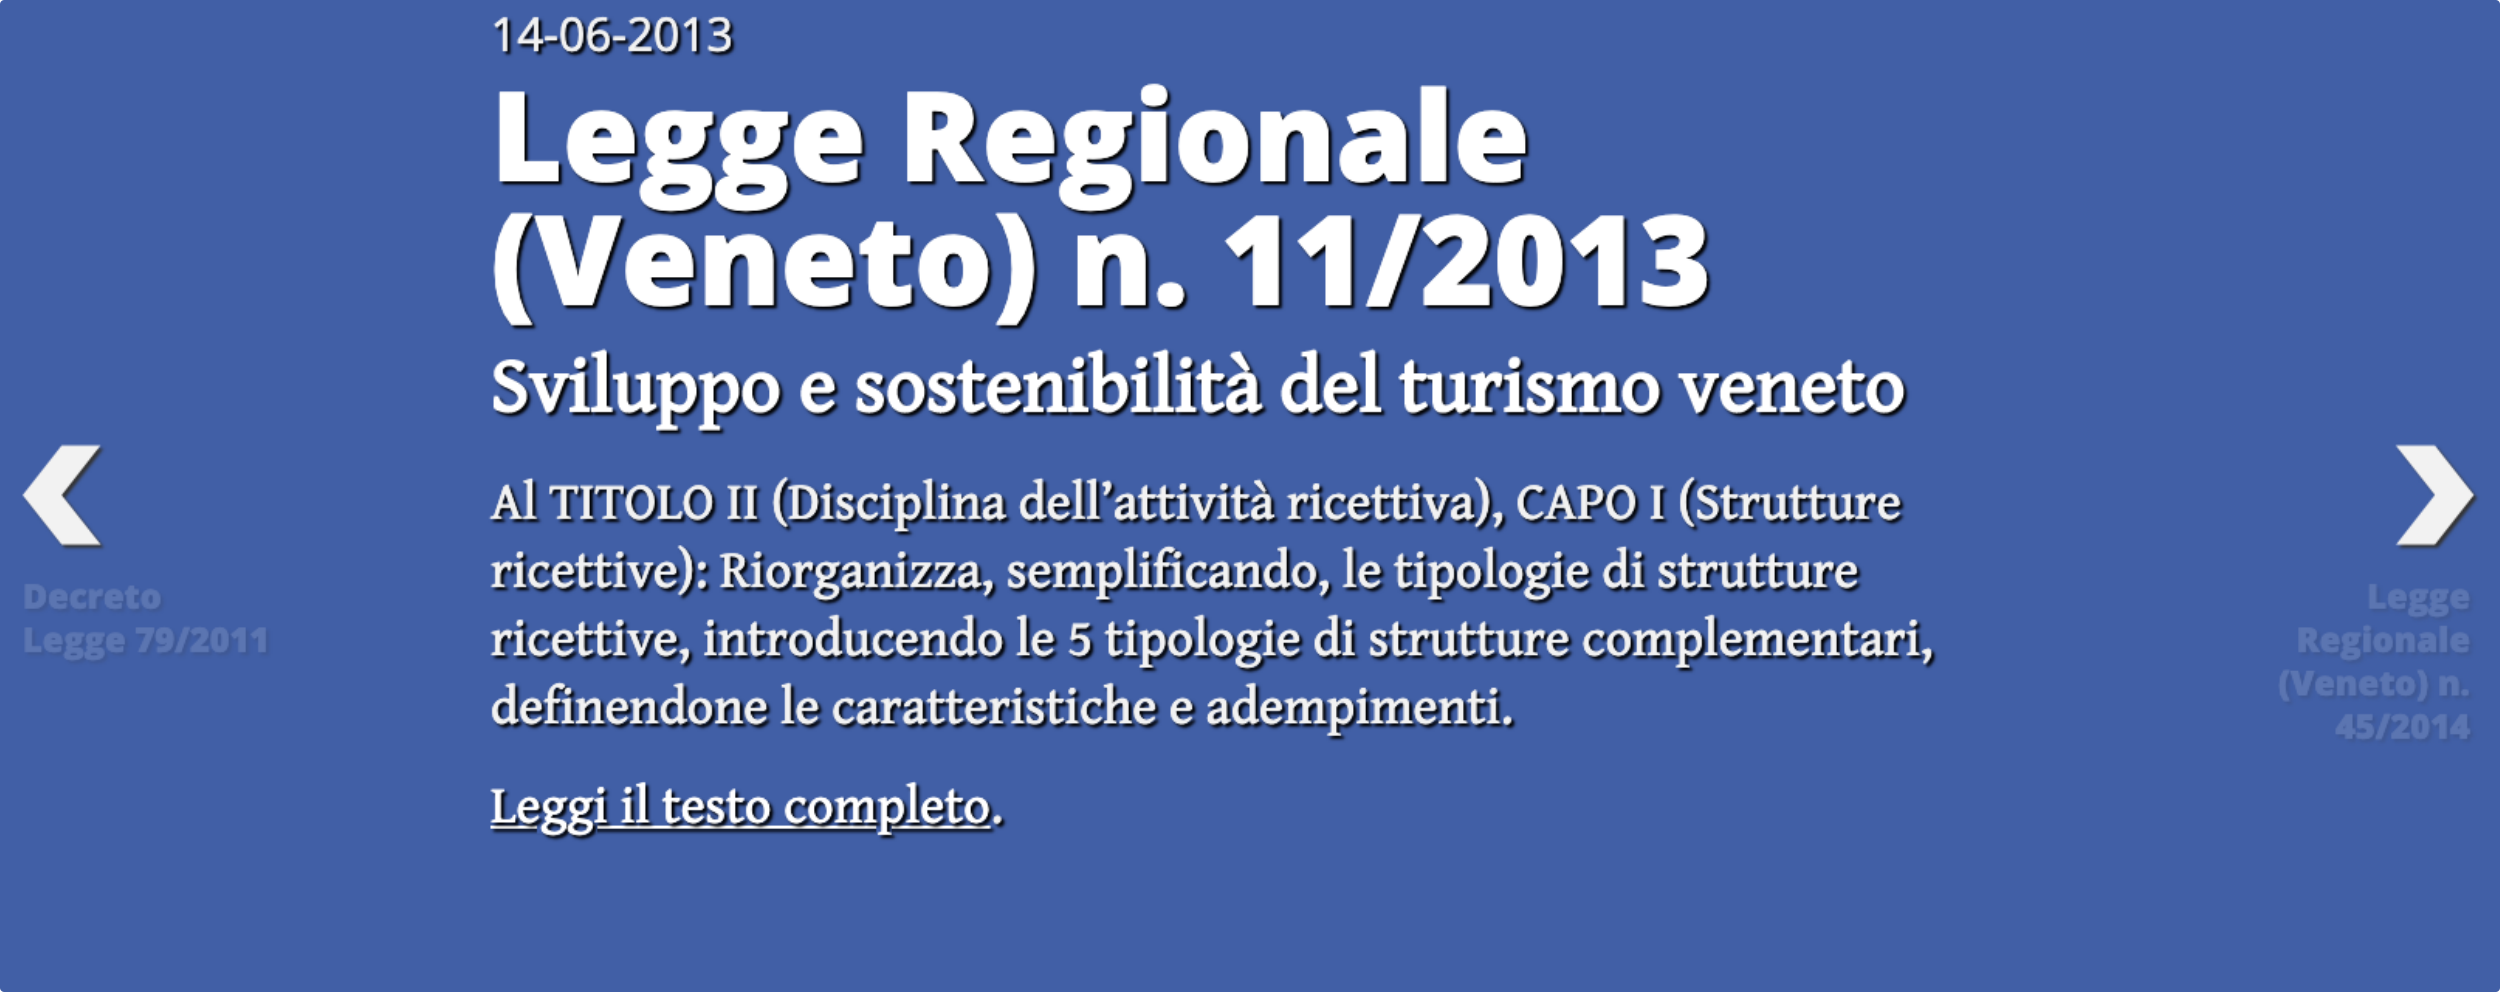 14-06-2013
Legge Regionale
(Veneto) n. 11/2013
Sviluppo e sostenibilità del turismo veneto
Al TITOLO II (Disciplina dell’attività ricettiva), CAPO I (Strutture
ricettive): Riorganizza, semplificando, le tipologie di strutture
ricettive, introducendo le 5 tipologie di strutture complementari,
definendone le caratteristiche e adempimenti.
Leggi il testo completo.
Decreto
Legge 79/2011
Legge
Regionale
(Veneto) n.
45/2014